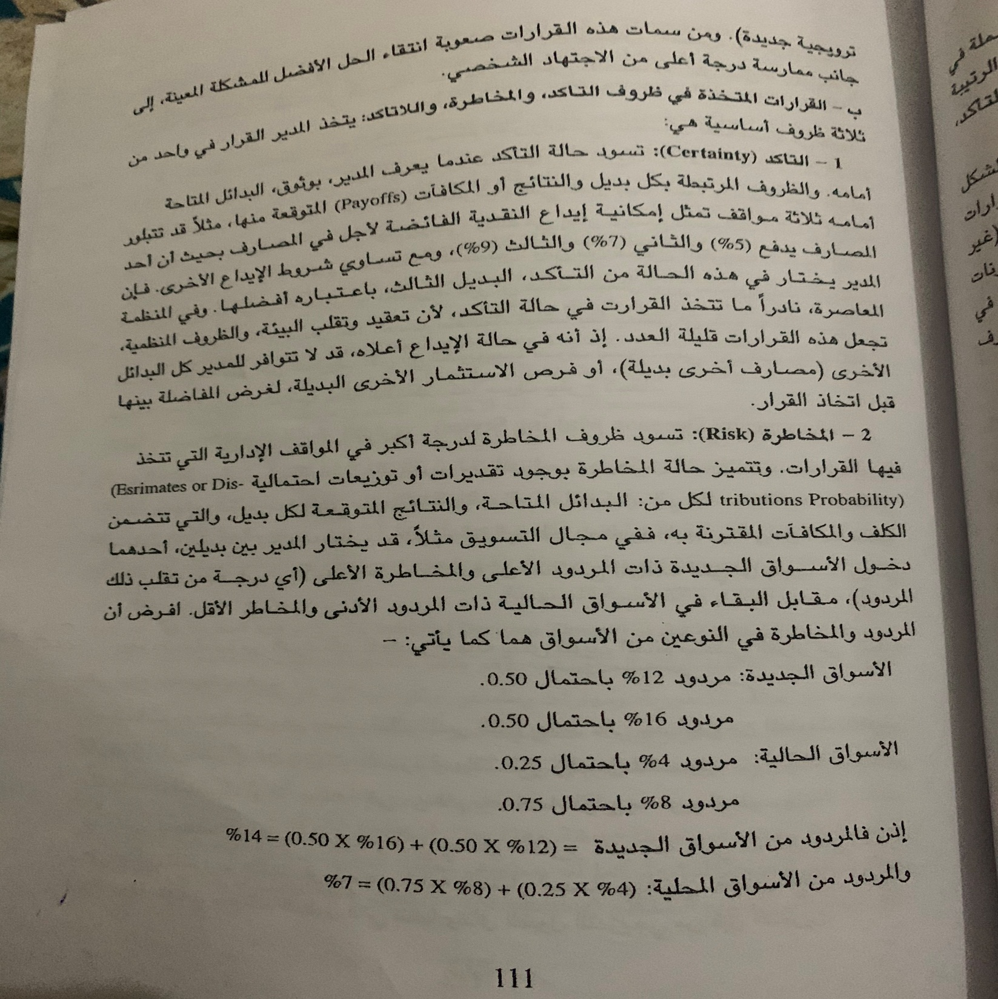 ترويجية جديدة). ومن سمات هذه القرارات صعوبة انتقاء الحل الأفضل للمشكلة المعينة، إلى
جانب ممارسة درجة أعلى من الاجتهاد الشخصي.
ب - القرارات المتخذة في ظروف التاكد، والمخاطرة، واللاتاكد: يتخذ المدير القرار في واحد من
ثلاثة ظروف أساسية هي:
1 - التاكد (Certainty): تسود حالة التأكد عندما يعرف المدير، بوثوق، البدائل المتاحة
أمامه. والظروف المرتبطة بكل بديل والنتائج أو المكافآت (Payoffs) المتوقعة منها، مثلاً قد تتبلور
أمامه ثلاثة مواقف تمثل إمكانية إيداع النقدية الفائضة لأجل في المصارف بحيث أن أحد
المصارف يدفع (5%) والثاني (7%) والثالث (9%)، ومع تساوي شروط الإيداع الأخرى. فإن
المدير يختار في هذه الحالة من التأكد، البديل الثالث، باعتباره أفضلها. وفي المنظمة
المعاصرة، نادراً ما تتخذ القرارت في حالة التأكد، لأن تعقيد وتقلب البيئة، والظروف المنظمية،
تجعل هذه القرارات قليلة العدد. إذ أنه في حالة الإيداع أعلاه، قد لا تتوافر للمدير كل البدائل
الأخرى (مصارف أخرى بديلة)، أو فرص الاستثمار الأخرى البديلة، لغرض المفاضلة بينها
قبل اتخاذ القرار.
2 - المخاطرة (Risk): تسود ظروف المخاطرة لدرجة أكبر في المواقف الإدارية التي تتخذ
فيها القرارات. وتتميز حالة المخاطرة بوجود تقديرات أو توزيعات احتمالية (Esrimates or Dis-
tributions Probability) لكل من: البدائل المتاحة، والنتائج المتوقعة لكل بديل، والتي تتضمن
الكلف والمكافآت المقترنة به، ففي مجال التسويق مثلاً، قد يختار المدير بين بديلين، أحدهما
دخول الأسواق الجديدة ذات المردود الأعلى والمخاطرة الأعلى (أي درجة من تقلب ذلك
المردود)، مقابل البقاء في الأسواق الحالية ذات المردود الأدنى والمخاطر الأقل. افرض أن
المردود والمخاطرة في النوعين من الأسواق هما كما يأتي: -
الأسواق الجديدة: مردود 12% باحتمال 0.50.
مردود 16% باحتمال 0.50.
الأسواق الحالية: مردود 4% باحتمال 0.25.
مردود 8% باحتمال 0.75.
إذن فالمردود من الأسواق الجديدة = (12% X 0.50) + (16% X 0.50) = 14%
والمردود من الأسواق المحلية: (4% X 0.25) + (8% X 0.75) = 7%
111